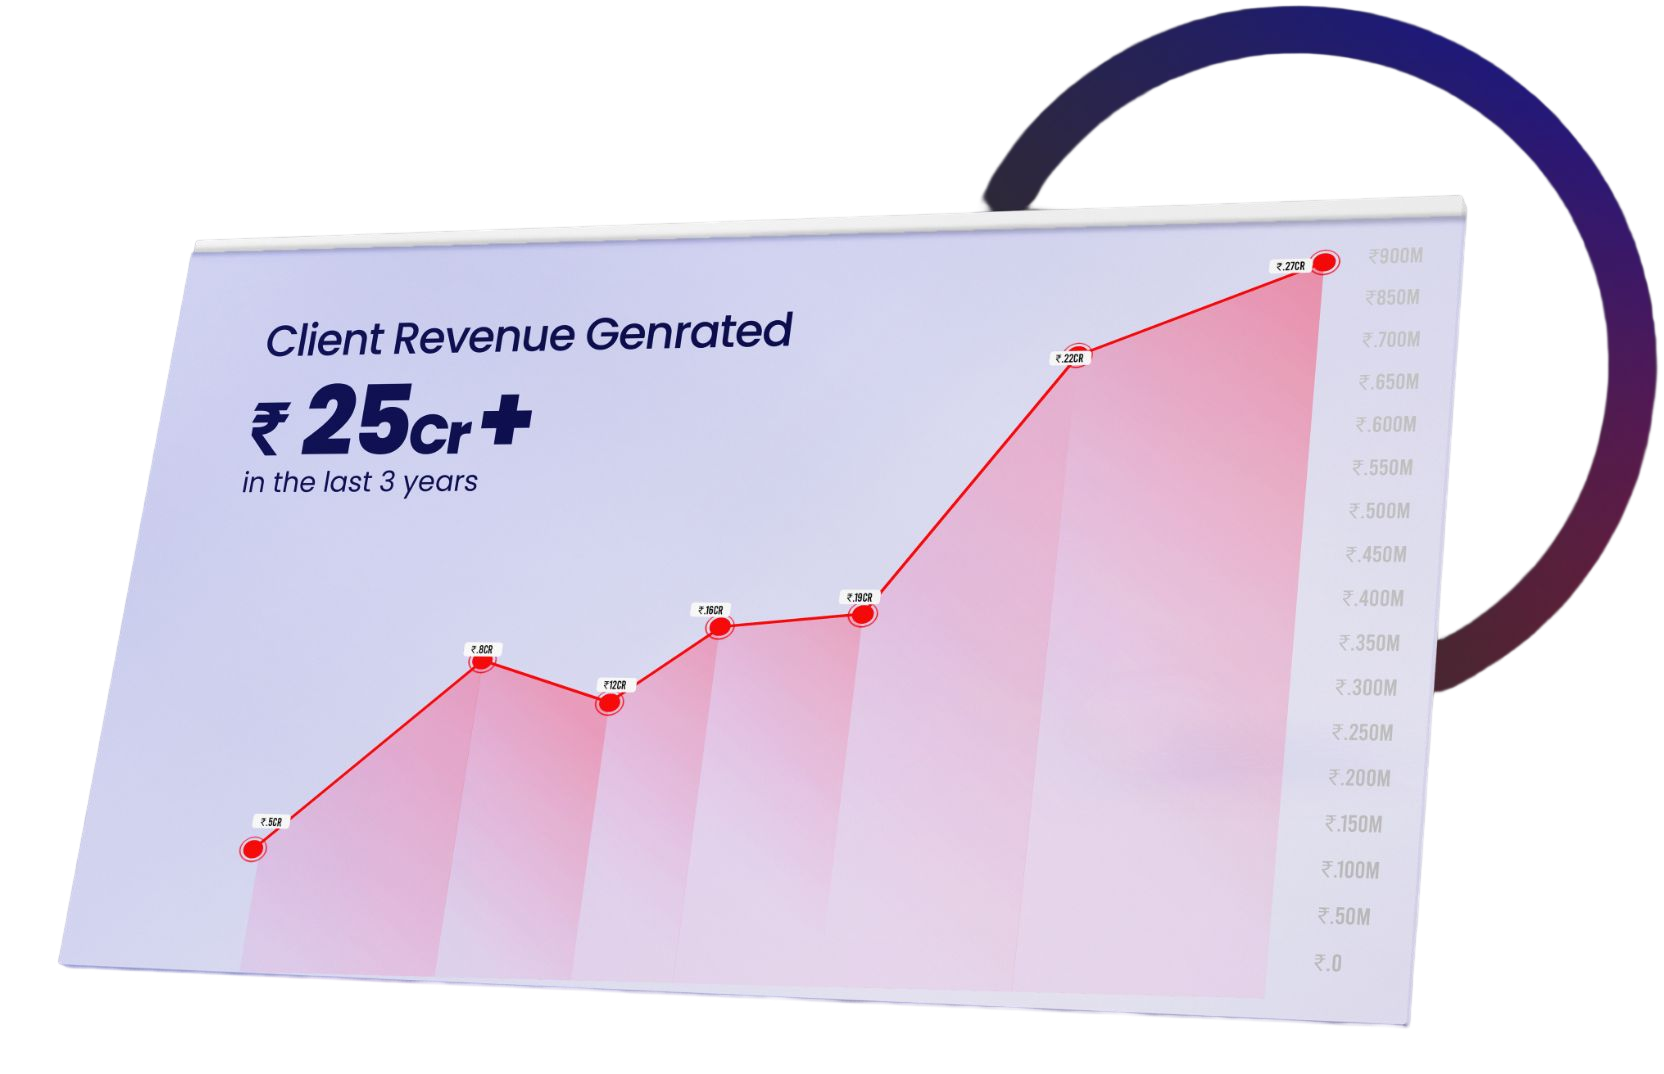 Client Revenue Genrated
₹ 25cr+
in the last 3 years
₹.5CR
₹.8CR
₹12CR
₹.16CR
₹.19CR
₹.22CR
₹.27CR
₹900M
₹850M
₹.700M
₹.650M
₹.600M
₹.550M
₹.500M
₹.450M
₹.400M
₹.350M
₹.300M
₹.250M
₹.200M
₹.150M
₹.100M
₹.50M
₹.0